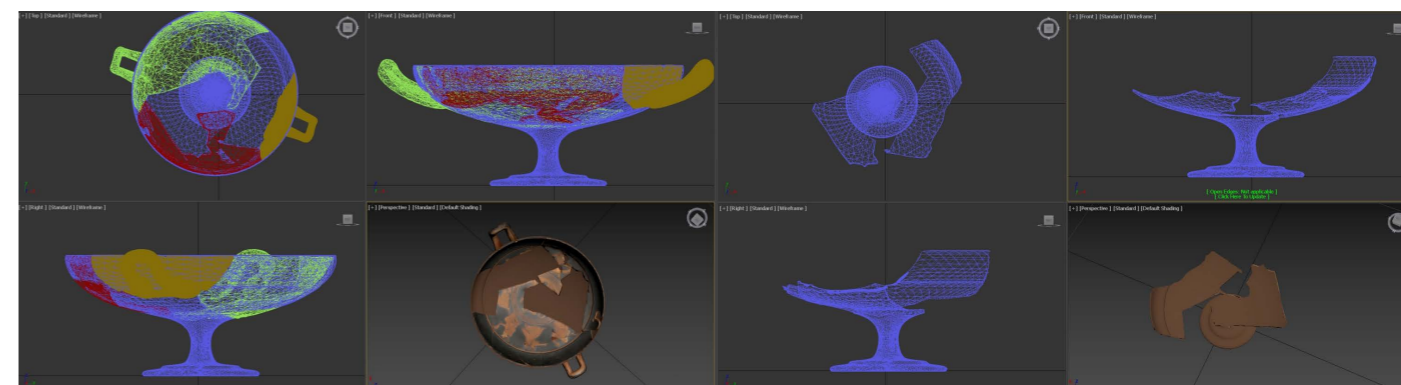 [+] [Top] [Standard] [Wireframe]
[+] [Front] [Standard] [Wireframe]
[+] [Top] [Standard] [Wireframe]
[+] [Front] [Standard] [Wireframe]
[ Open Edges: Not applicable ]
[ Click Here To Update ]
[+] [Right] [Standard] [Wireframe]
[+] [Perspective] [Standard] [Default Shading]
[+] [Right] [Standard] [Wireframe]
[+] [Perspective] [Standard] [Default Shading]